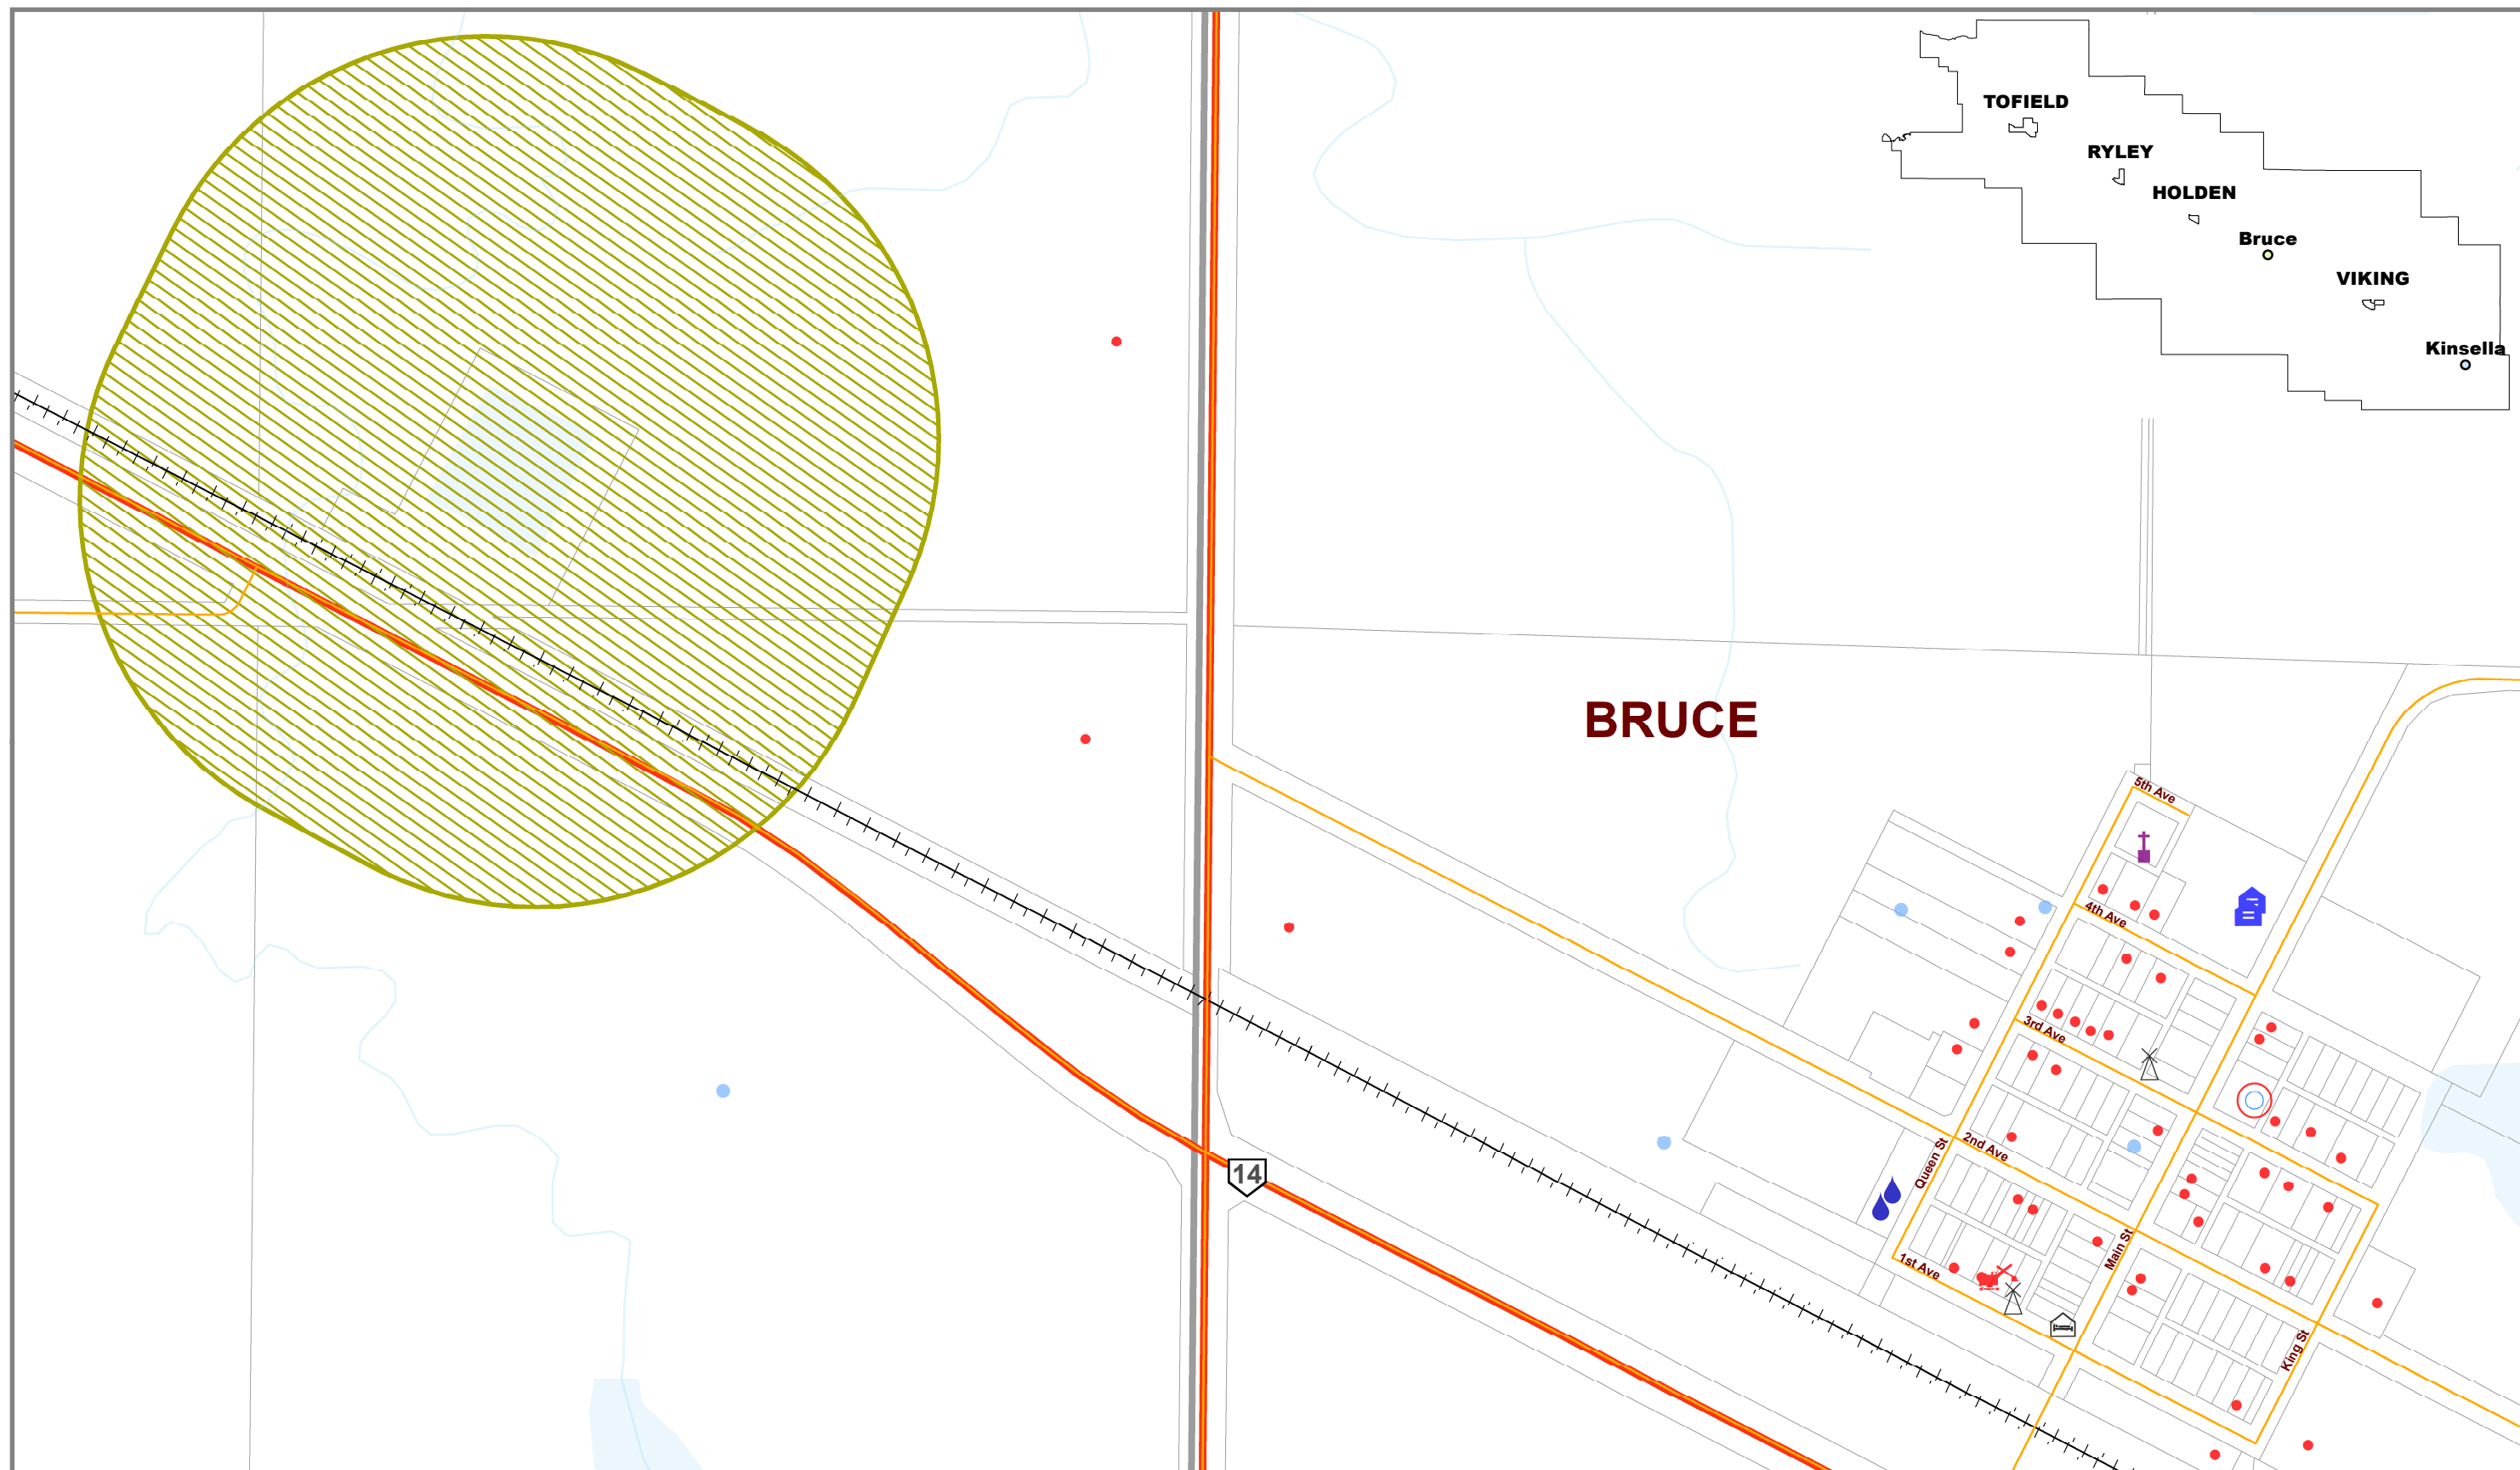 TOFIELD
RYLEY
HOLDEN
Bruce
VIKING
Kinsella
BRUCE
5th Ave
4th Ave
3rd Ave
2nd Ave
Queen St
14
Main St
1st Ave
King St